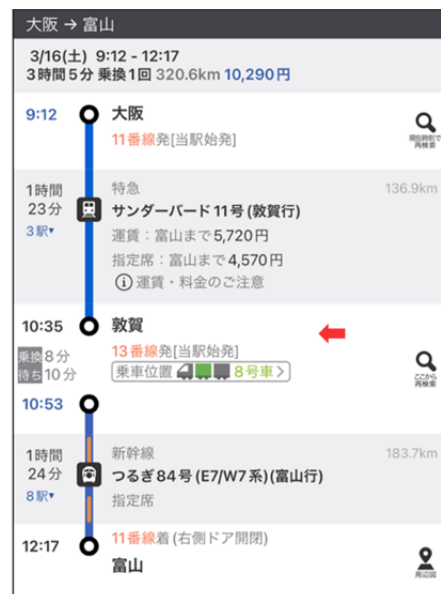 大阪 → 富山
3/16(土) 9:12 - 12:17
3時間5分 乗換1回 320.6km 10,290円
9:12 大阪
11番線発[当駅始発]
現在時刻で
再検索
1時間
23分
3駅▾
特急 136.9km
サンダーバード11号(敦賀行)
運賃：富山まで5,720円
指定席：富山まで4,570円
運賃・料金のご注意
10:35 敦賀
13番線発[当駅始発]
乗換8分
待ち10分
乗車位置 8号車>
ここから
再検索
10:53
1時間
24分
8駅▾
新幹線 183.7km
つるぎ84号(E7/W7系)(富山行)
指定席
12:17
11番線着(右側ドア開閉)
富山
周辺図